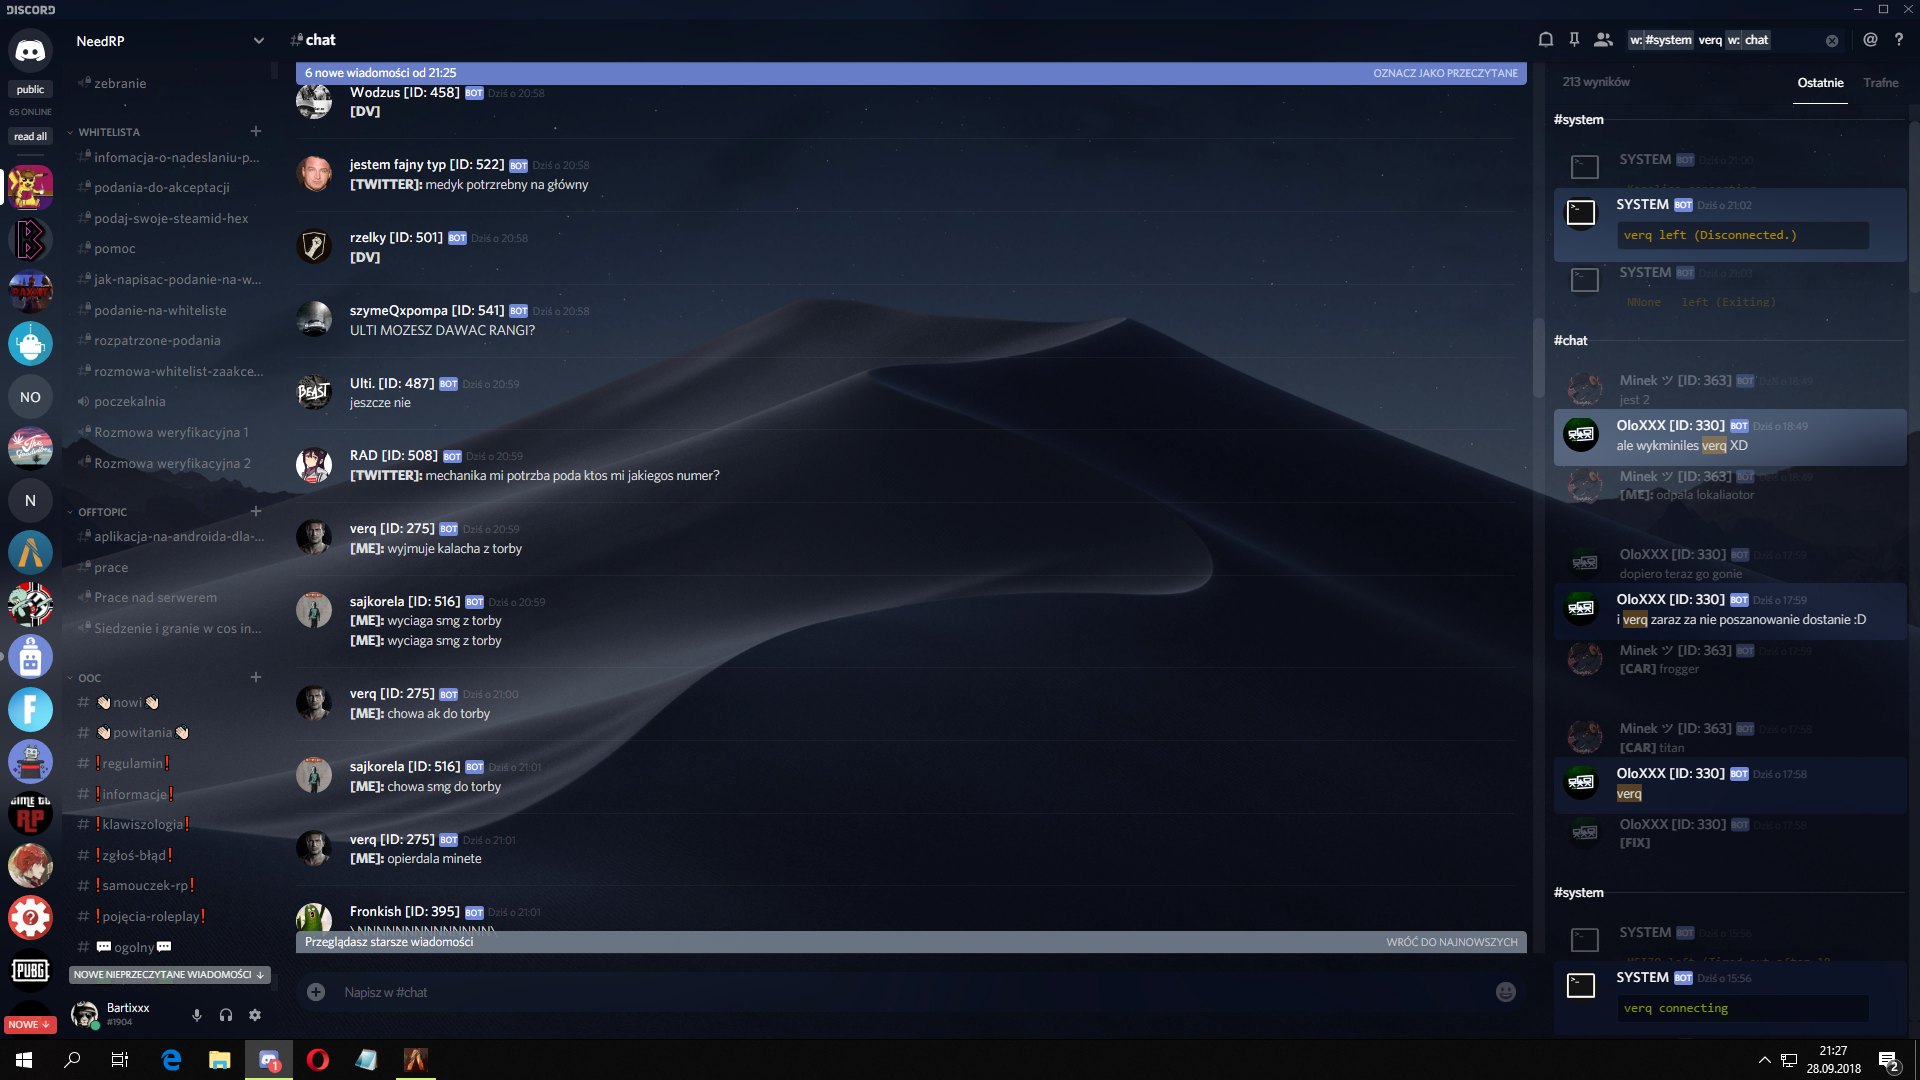 DISCORD
NeedRP
public
65 ONLINE
read all
NO
N
GIME TO
RP
PUBG
NOWE
zebranie
WHITELISTA
infomacja-o-nadeslaniu-p...
podania-do-akceptacji
podaj-swoje-steamid-hex
pomoc
jak-napisac-podanie-na-w...
podanie-na-whiteliste
rozpatrzone-podania
rozmowa-whitelist-zaakce...
poczekalnia
Rozmowa weryfikacyjna 1
Rozmowa weryfikacyjna 2
OFFTOPIC
aplikacja-na-androida-dla-...
prace
Prace nad serwerem
Siedzenie i granie w cos in...
OOC
# 👋🏻nowi👋🏻
# 👋🏻powitania👋🏻
# ❗regulamin❗
# ❗informacje❗
# ❗klawiszologia❗
# ❗zgłoś-błąd❗
# ❗samouczek-rp❗
# ❗pojęcia-roleplay❗
# 💬ogolny💬
NOWE NIEPRZECZYTANE WIADOMOŚCI ↓
Bartixxx
#1904
chat
6 nowe wiadomości od 21:25
OZNACZ JAKO PRZECZYTANE
Wodzus [ID: 458] BOT Dziś o 20:58
[DV]
jestem fajny typ [ID: 522] BOT Dziś o 20:58
[TWITTER]: medyk potrzrebny na główny
rzelky [ID: 501] BOT Dziś o 20:58
[DV]
szymeQxpompa [ID: 541] BOT Dziś o 20:58
ULTI MOZESZ DAWAC RANGI?
BEAST
Ulti. [ID: 487] BOT Dziś o 20:59
jeszcze nie
RAD [ID: 508] BOT Dziś o 20:59
[TWITTER]: mechanika mi potrzba poda ktos mi jakiegos numer?
verq [ID: 275] BOT Dziś o 20:59
[ME]: wyjmuje kalacha z torby
sajkorela [ID: 516] BOT Dziś o 20:59
[ME]: wyciaga smg z torby
[ME]: wyciaga smg z torby
verq [ID: 275] BOT Dziś o 21:00
[ME]: chowa ak do torby
sajkorela [ID: 516] BOT Dziś o 21:01
[ME]: chowa smg do torby
verq [ID: 275] BOT Dziś o 21:01
[ME]: opierdala minete
Fronkish [ID: 395] BOT Dziś o 21:01
Przeglądasz starsze wiadomości
WRÓĆ DO NAJNOWSZYCH
Napisz w #chat
w: #system verq w: chat
213 wyników
Ostatnie
Trafne
#system
SYSTEM BOT Dziś o 21:00
SYSTEM BOT Dziś o 21:02
verq left (Disconnected.)
SYSTEM BOT Dziś o 21:03
NNone left (Exiting)
#chat
Minek ツ [ID: 363] BOT Dziś o 18:49
jest 2
OloXXX [ID: 330] BOT Dziś o 18:49
ale wykminiles verq XD
Minek ツ [ID: 363] BOT Dziś o 18:49
[ME]: odpala lokaliaotor
OloXXX [ID: 330] BOT Dziś o 17:59
dopiero teraz go gonie
OloXXX [ID: 330] BOT Dziś o 17:59
i verq zaraz za nie poszanowanie dostanie :D
Minek ツ [ID: 363] BOT Dziś o 17:59
[CAR] frogger
Minek ツ [ID: 363] BOT Dziś o 17:58
[CAR] titan
OloXXX [ID: 330] BOT Dziś o 17:58
verq
OloXXX [ID: 330] BOT Dziś o 17:58
[FIX]
#system
SYSTEM BOT Dziś o 15:56
SYSTEM BOT Dziś o 15:56
verq connecting
21:27
28.09.2018